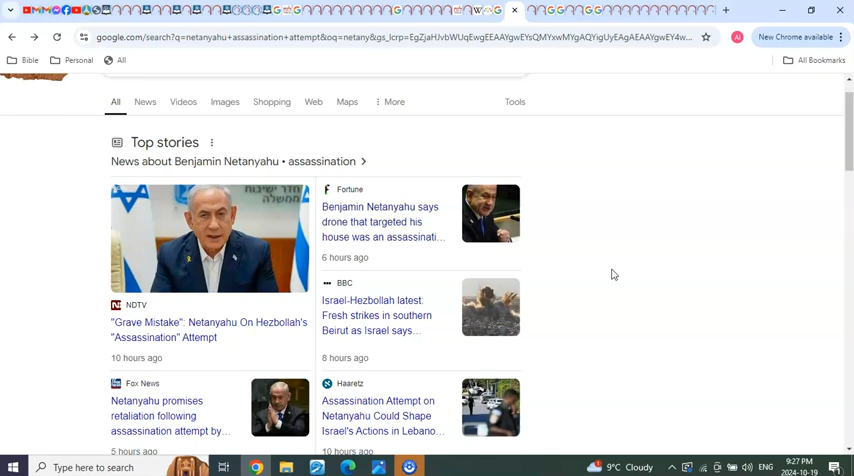 google.com/search?q=netanyahu+assassination+attempt&oq=netany&gs_lcrp=EgZjaHJvbWUqEwgEEAAYgwEYsQMYxwMYgAQYigUyEAgAEAAYgwEY4w...
AI
New Chrome available
Bible
Personal
All
All Bookmarks
All
News
Videos
Images
Shopping
Web
Maps
More
Tools
Top stories
News about Benjamin Netanyahu • assassination
NDTV
"Grave Mistake": Netanyahu On Hezbollah's
"Assassination" Attempt
10 hours ago
Fortune
Benjamin Netanyahu says
drone that targeted his
house was an assassinati...
6 hours ago
BBC
Israel-Hezbollah latest:
Fresh strikes in southern
Beirut as Israel says...
8 hours ago
Fox News
Netanyahu promises
retaliation following
assassination attempt by...
5 hours ago
Haaretz
Assassination Attempt on
Netanyahu Could Shape
Israel's Actions in Lebano...
10 hours ago
Type here to search
9°C Cloudy
ENG
9:27 PM
2024-10-19